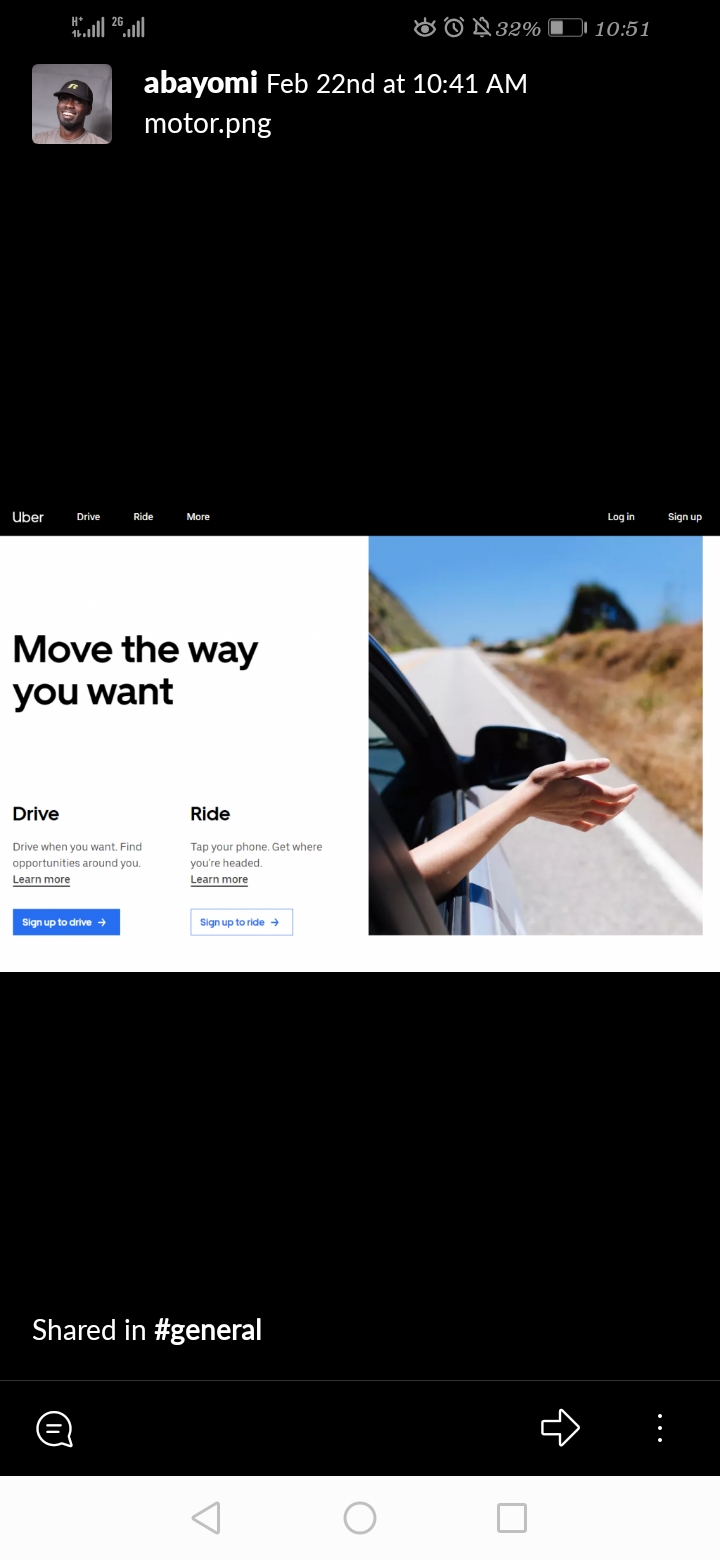 H+ 2G 32% 10:51
abayomi Feb 22nd at 10:41 AM
motor.png
Uber Drive Ride More Log in Sign up
Move the way
you want
Drive
Drive when you want. Find
opportunities around you.
Learn more
Sign up to drive →
Ride
Tap your phone. Get where
you're headed.
Learn more
Sign up to ride →
Shared in #general